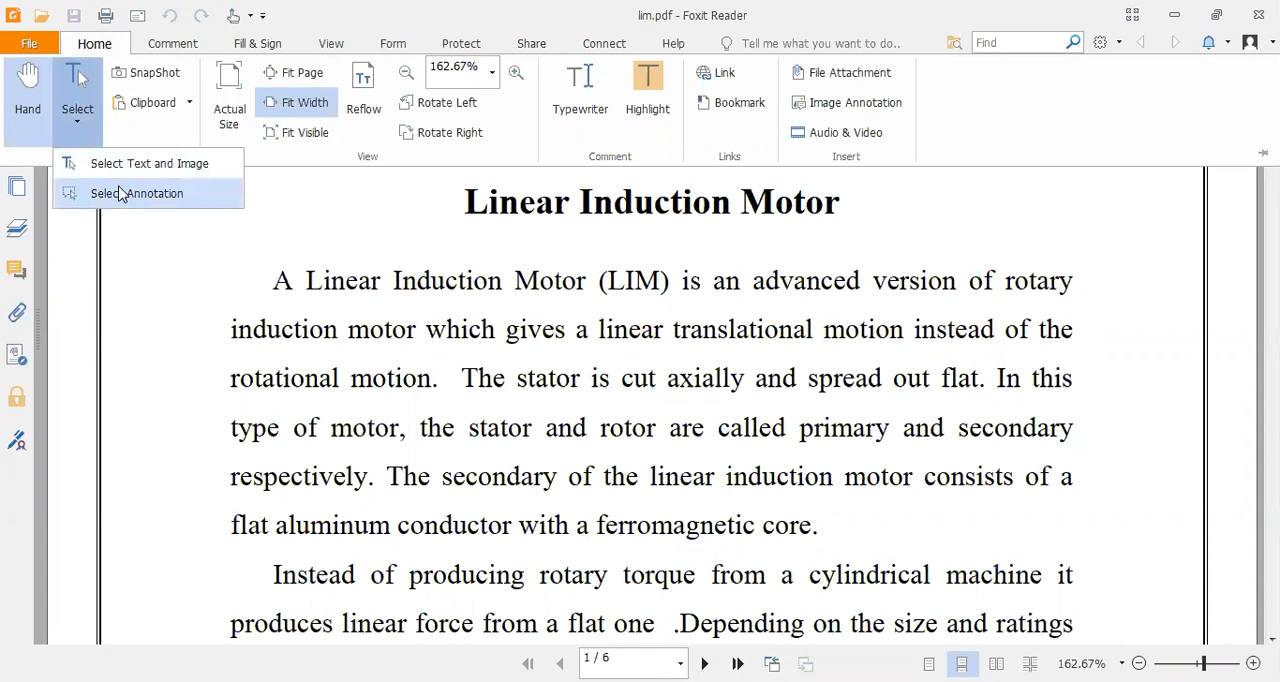 lim.pdf - Foxit Reader
File Home Comment Fill & Sign View Form Protect Share Connect Help Tell me what you want to do.. Find
Hand
Select
SnapShot
Clipboard
Actual
Size
Fit Page
Fit Width
Fit Visible
Reflow
162.67%
Rotate Left
Rotate Right
View
Typewriter
Highlight
Comment
Link
Bookmark
Links
File Attachment
Image Annotation
Audio & Video
Insert
Select Text and Image
Select Annotation
Linear Induction Motor
A Linear Induction Motor (LIM) is an advanced version of rotary
induction motor which gives a linear translational motion instead of the
rotational motion. The stator is cut axially and spread out flat. In this
type of motor, the stator and rotor are called primary and secondary
respectively. The secondary of the linear induction motor consists of a
flat aluminum conductor with a ferromagnetic core.
Instead of producing rotary torque from a cylindrical machine it
produces linear force from a flat one .Depending on the size and ratings
1 / 6
162.67%